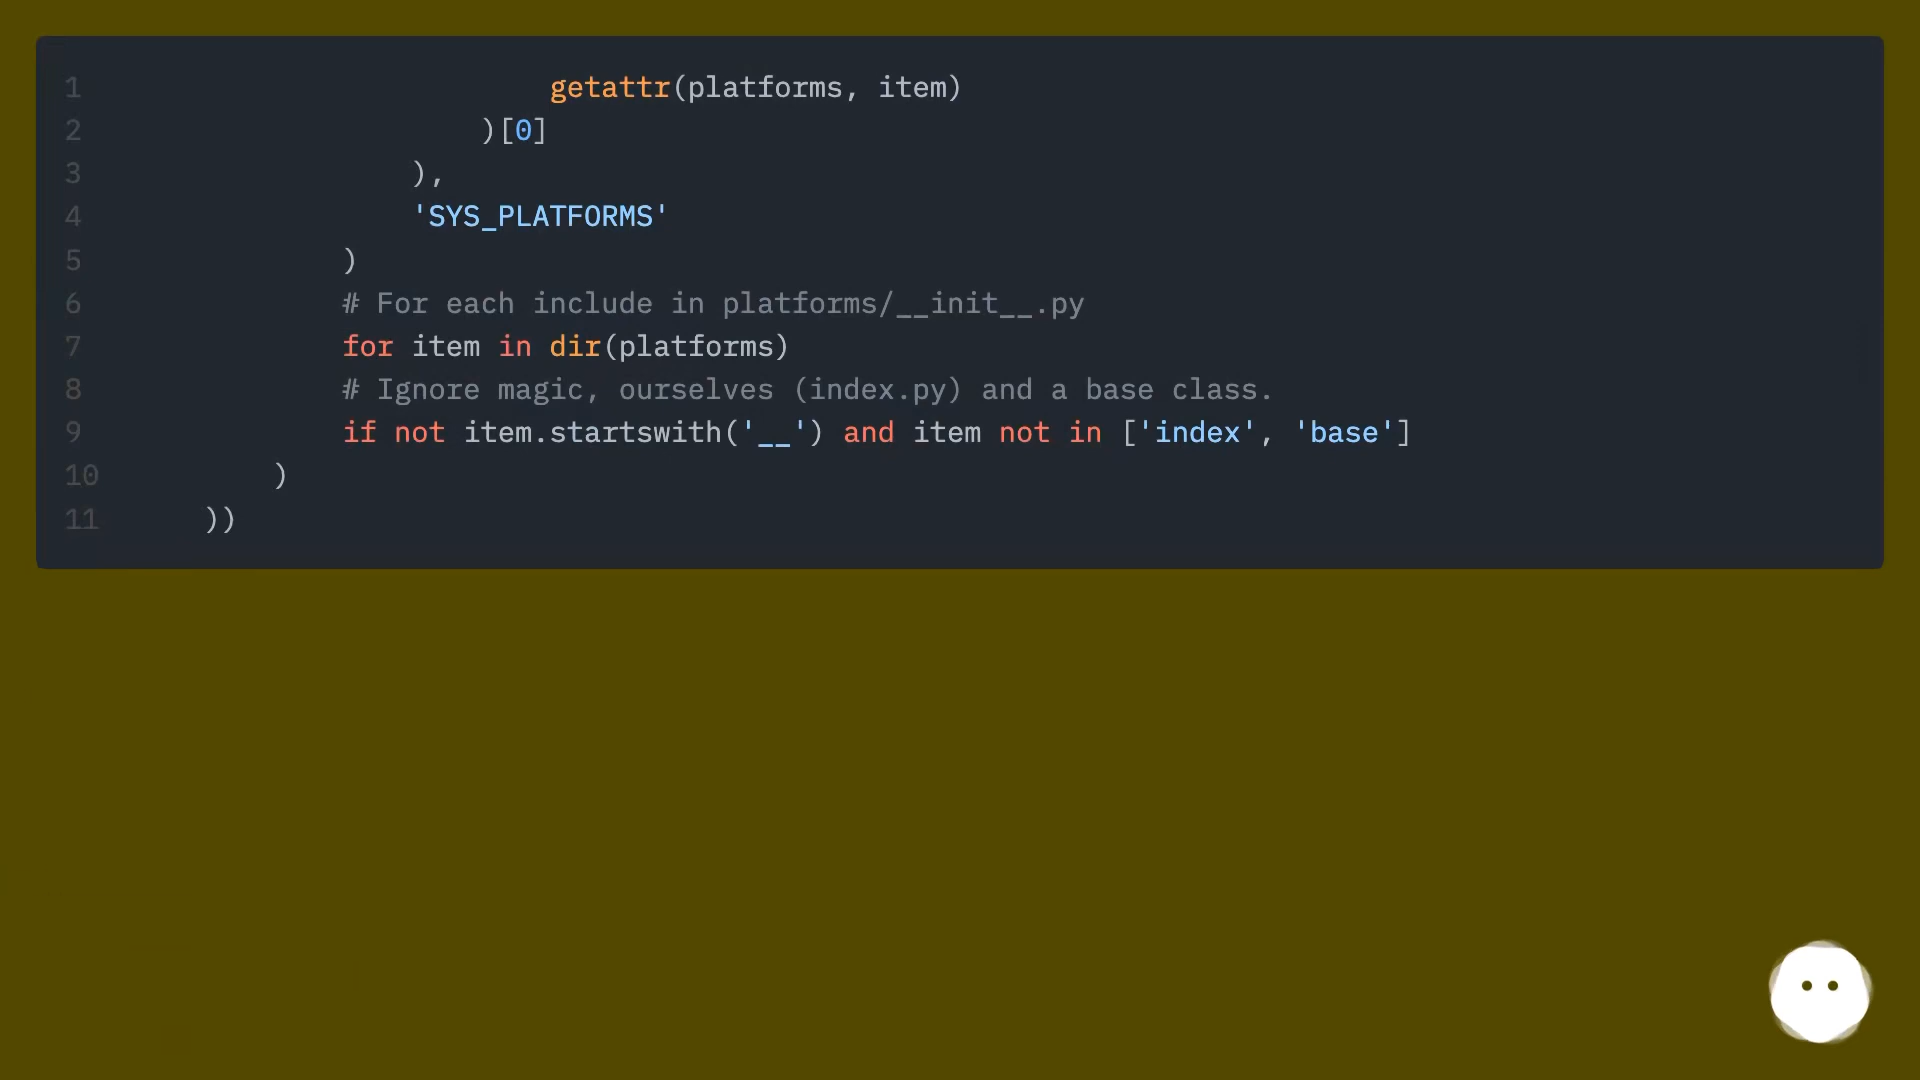 1 getattr(platforms, item)
2 )[0]
3 ),
4 'SYS_PLATFORMS'
5 )
6 # For each include in platforms/__init__.py
7 for item in dir(platforms)
8 # Ignore magic, ourselves (index.py) and a base class.
9 if not item.startswith('__') and item not in ['index', 'base']
10 )
11 ))